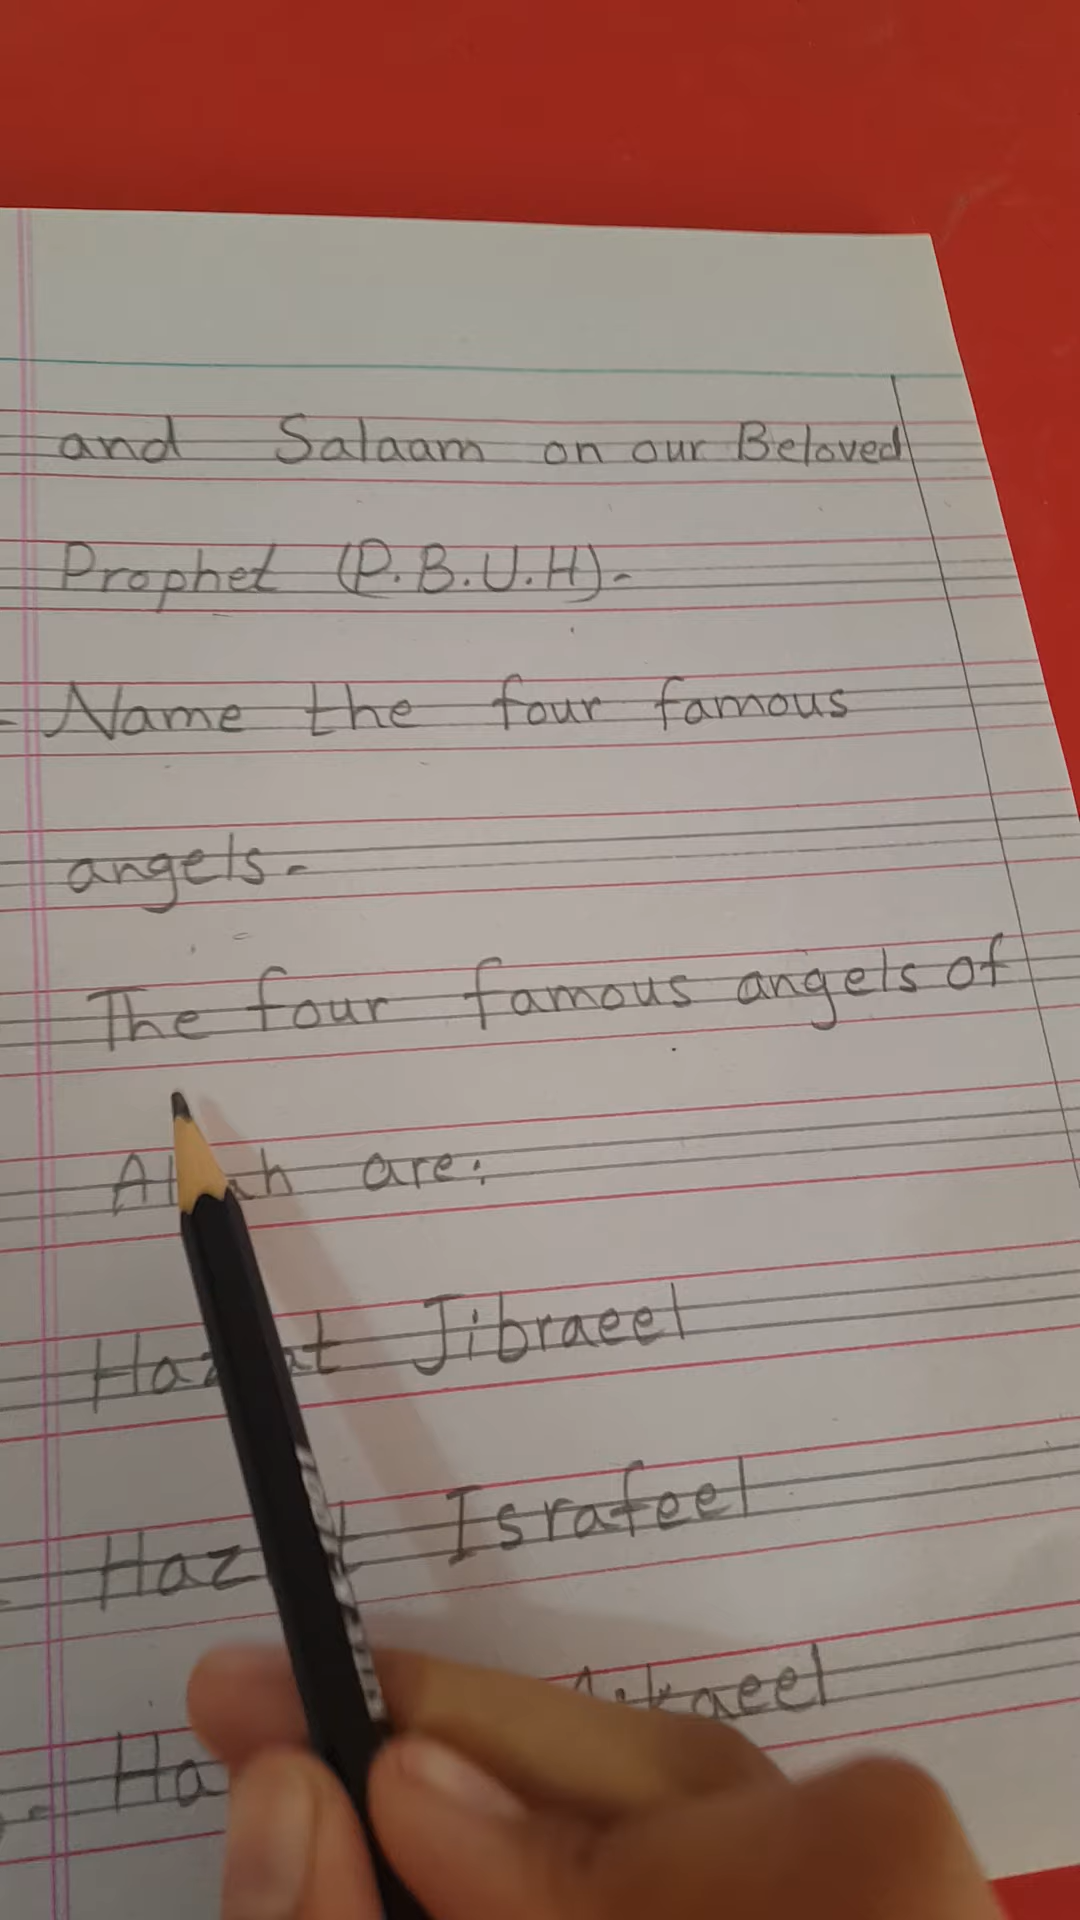 and Salaam on our Beloved
Prophet (P.B.U.H).
- Name the four famous
angels.
The four famous angels of
are:
Jibraeel
Israfeel